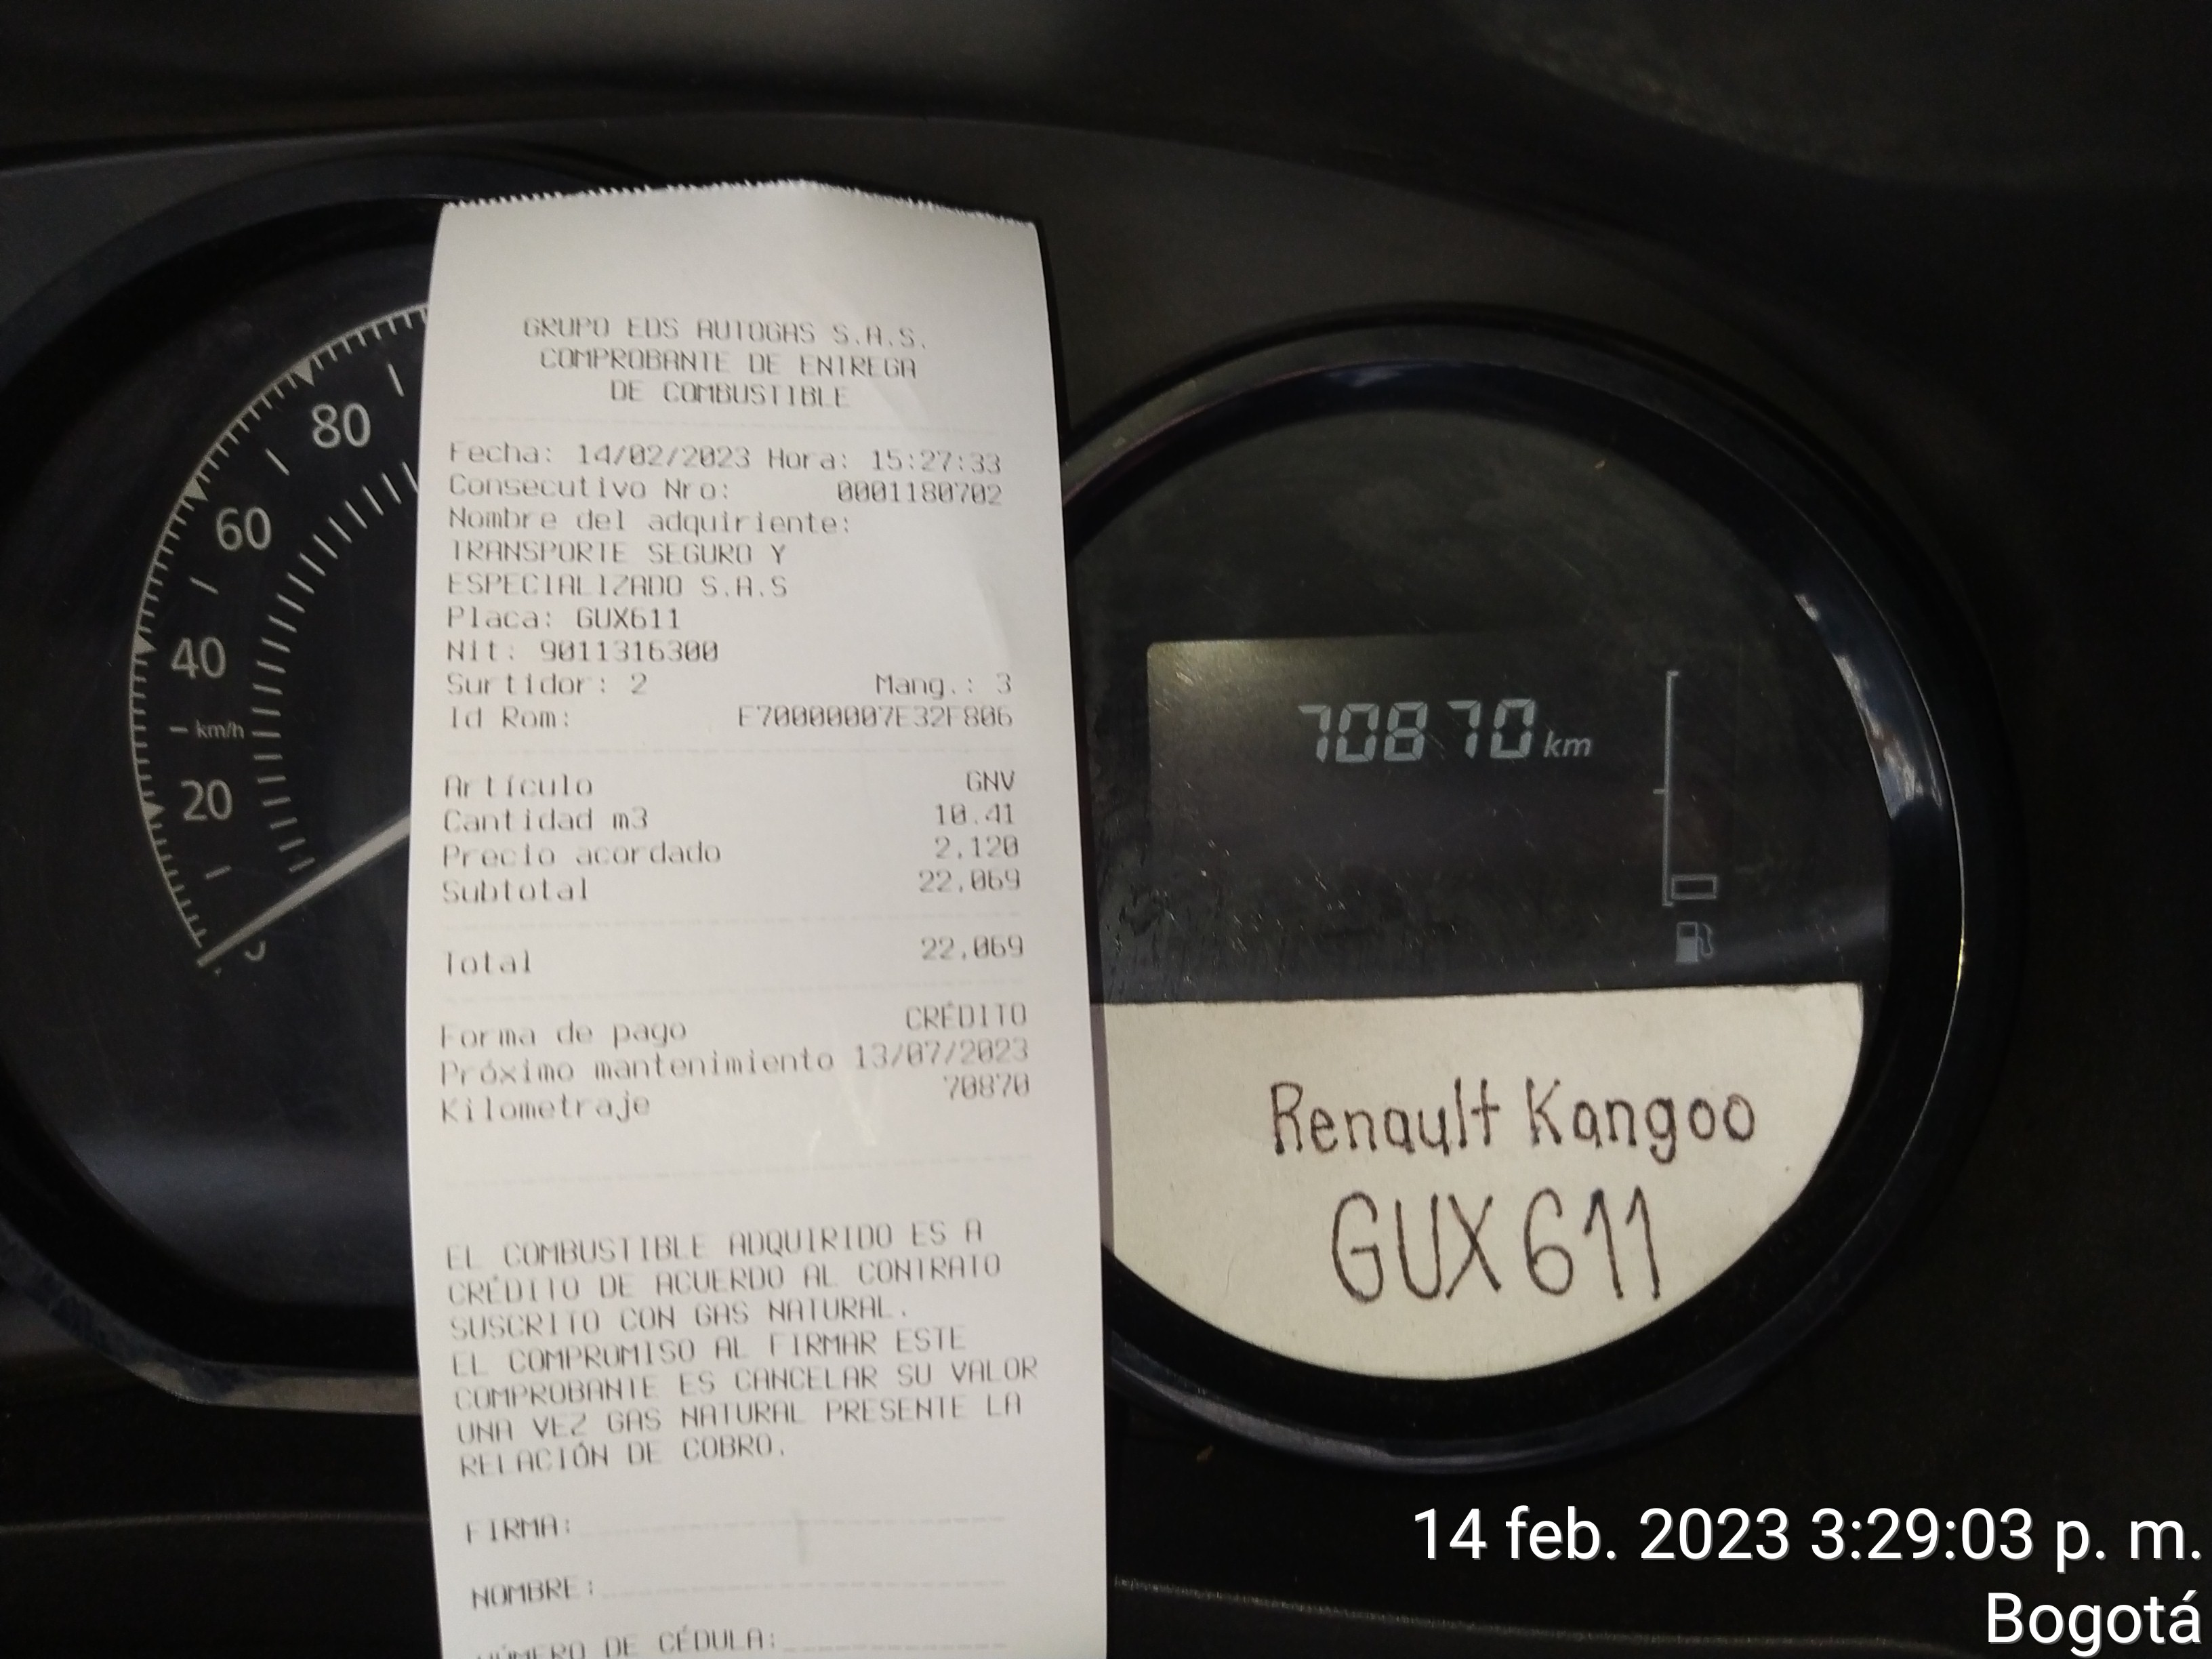 GRUPO EDS AUTOGAS S.A.S.
COMPROBANTE DE ENTREGA
DE COMBUSTIBLE
Fecha: 14/02/2023 Hora: 15:27:33
Consecutivo Nro: 0001180702
Nombre del adquiriente:
TRANSPORTE SEGURO Y
ESPECIALIZADO S.A.S
Placa: GUX611
Nit: 9011316300
Surtidor: 2 Mang.: 3
Id Rom: E70000007E32F806
Artículo GNV
Cantidad m3 10.41
Precio acordado 2,120
Subtotal 22,069
Total 22,069
Forma de pago CRÉDITO
Próximo mantenimiento 13/07/2023
Kilometraje 70870
EL COMBUSTIBLE ADQUIRIDO ES A
CRÉDITO DE ACUERDO AL CONTRATO
SUSCRITO CON GAS NATURAL.
EL COMPROMISO AL FIRMAR ESTE
COMPROBANTE ES CANCELAR SU VALOR
UNA VEZ GAS NATURAL PRESENTE LA
RELACIÓN DE COBRO.
FIRMA:
NOMBRE:
NÚMERO DE CÉDULA:
80
60
40
km/h
20
70870 km
Renault Kangoo
GUX611
14 feb. 2023 3:29:03 p. m.
Bogotá